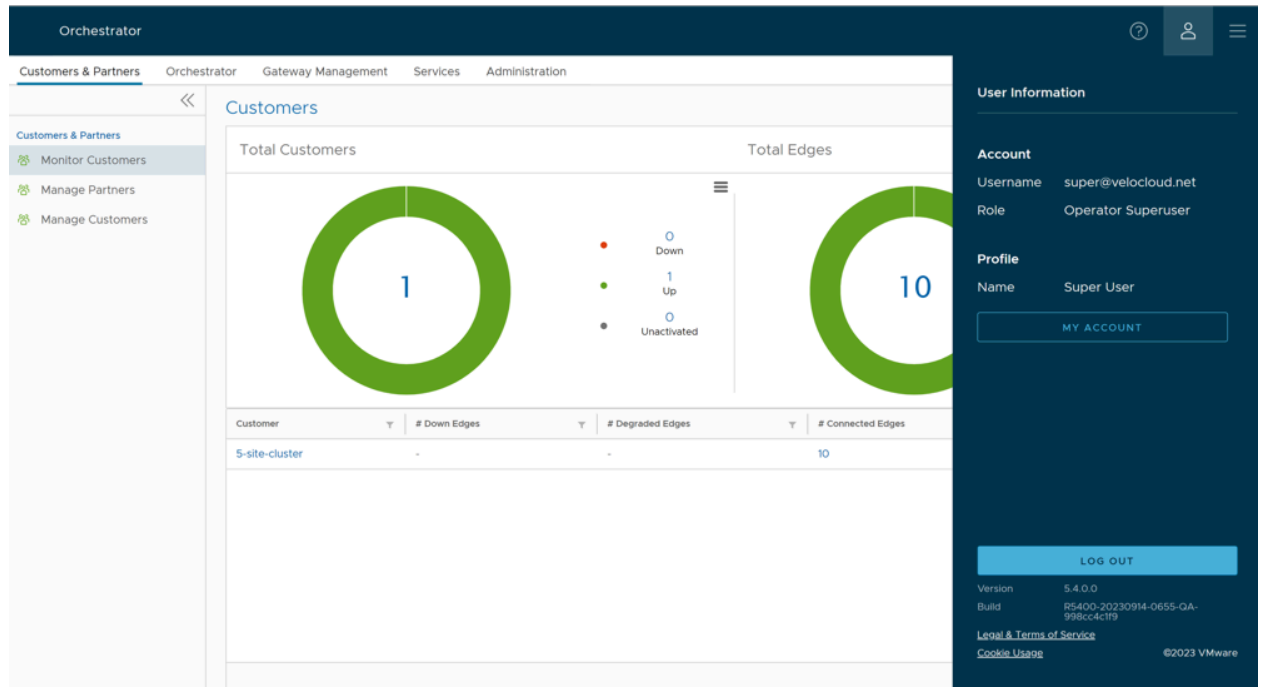 Orchestrator
Customers & Partners Orchestrator Gateway Management Services Administration
Customers & Partners
Monitor Customers
Manage Partners
Manage Customers
Customers
Total Customers
1
0
Down
1
Up
0
Unactivated
Total Edges
10
Customer # Down Edges # Degraded Edges # Connected Edges
5-site-cluster - - 10
User Information
Account
Username super@velocloud.net
Role Operator Superuser
Profile
Name Super User
MY ACCOUNT
LOG OUT
Version 5.4.0.0
Build R5400-20230914-0655-QA-
998cc4c1f9
Legal & Terms of Service
Cookie Usage ©2023 VMware